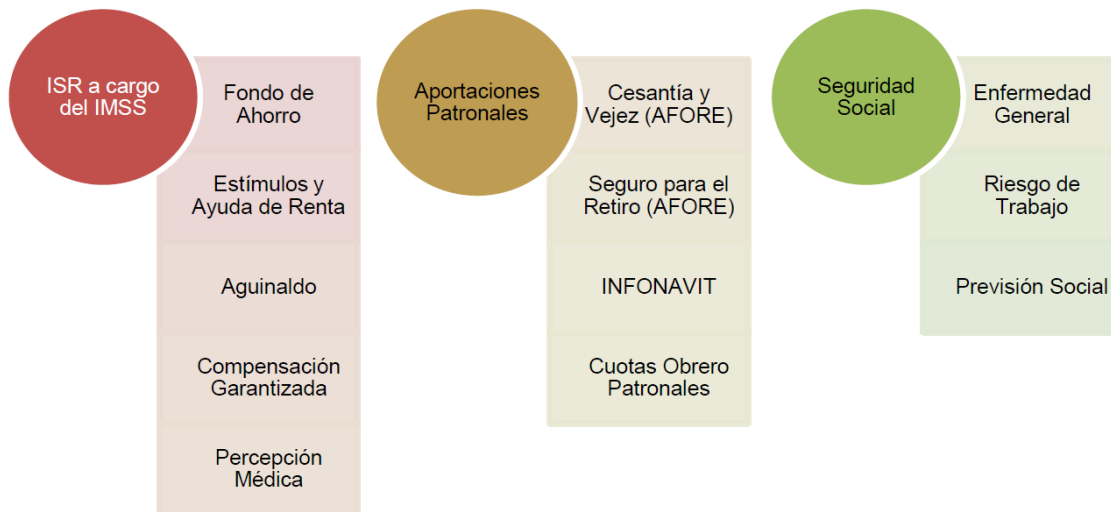 ISR a cargo
del IMSS
Fondo de
Ahorro
Estímulos y
Ayuda de Renta
Aguinaldo
Compensación
Garantizada
Percepción
Médica
Aportaciones
Patronales
Cesantía y
Vejez (AFORE)
Seguro para el
Retiro (AFORE)
INFONAVIT
Cuotas Obrero
Patronales
Seguridad
Social
Enfermedad
General
Riesgo de
Trabajo
Previsión Social